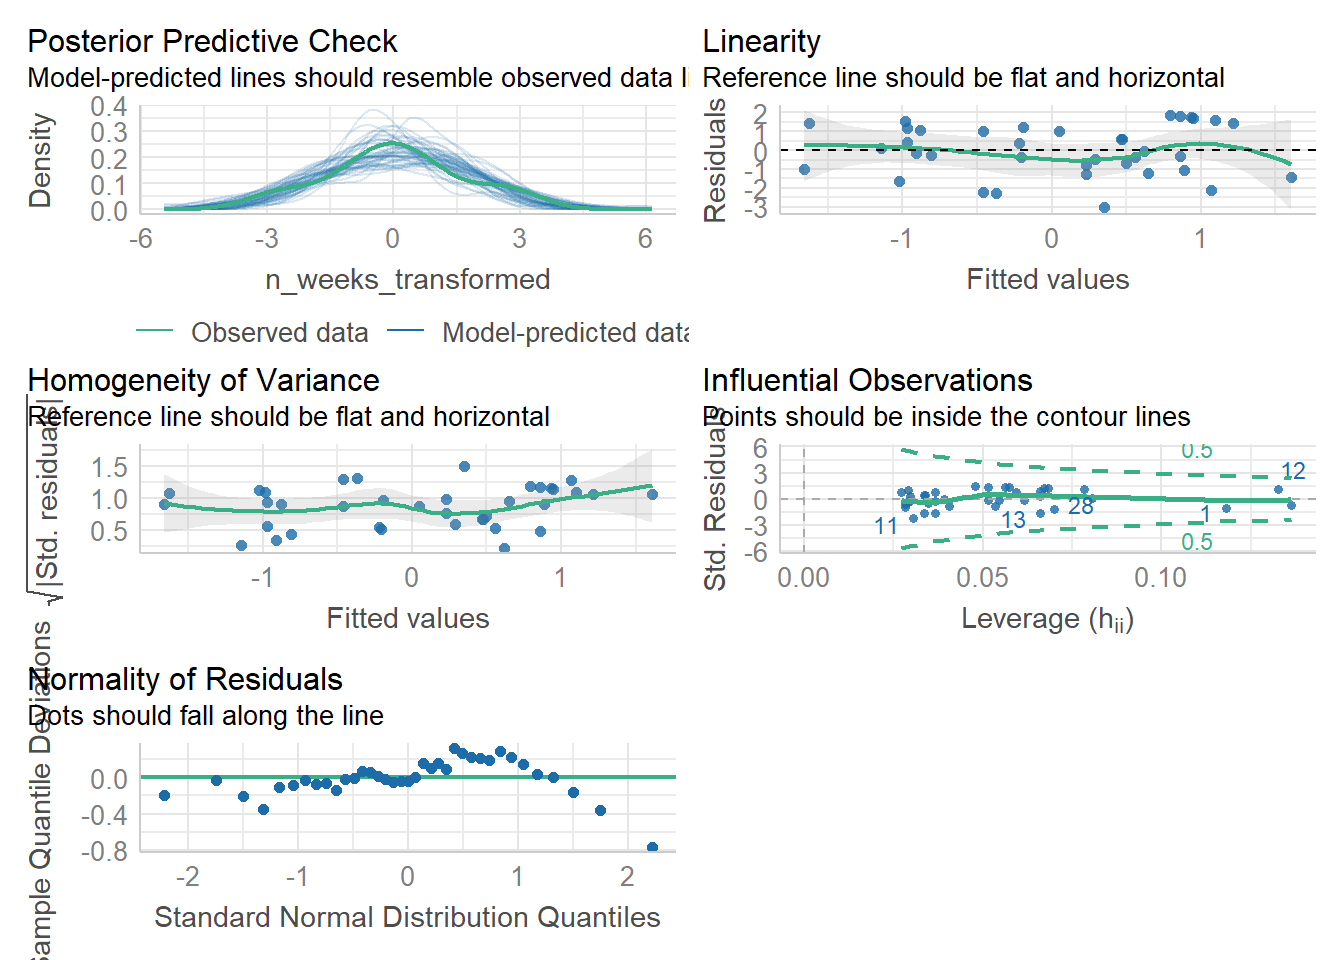 Posterior Predictive Check
Model-predicted lines should resemble observed data li
Density
0.4
0.3
0.2
0.1
0.0
-6 -3 0 3 6
n_weeks_transformed
Observed data Model-predicted data
Linearity
Reference line should be flat and horizontal
Residuals
2
1
0
-1
-2
-3
-1 0 1
Fitted values
Homogeneity of Variance
Reference line should be flat and horizontal
√|Std. residuals|
1.5
1.0
0.5
-1 0 1
Fitted values
Influential Observations
Points should be inside the contour lines
Std. Residuals
6
3
0
-3
-6
0.5
12
11
13
28
1
0.5
0.00 0.05 0.10
Leverage (hii)
Normality of Residuals
Dots should fall along the line
Sample Quantile Deviations
0.0
-0.4
-0.8
-2 -1 0 1 2
Standard Normal Distribution Quantiles